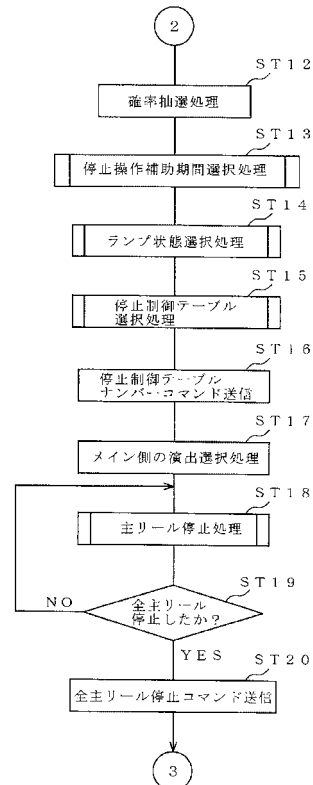 2
ST12
確率抽選処理
ST13
停止操作補助期間選択処理
ST14
ランプ状態選択処理
ST15
停止制御テーブル
選択処理
ST16
停止制御テーブル
ナンバーコマンド送信
ST17
メイン側の演出選択処理
ST18
主リール停止処理
ST19
全主リール
停止したか?
NO
YES
ST20
全主リール停止コマンド送信
3